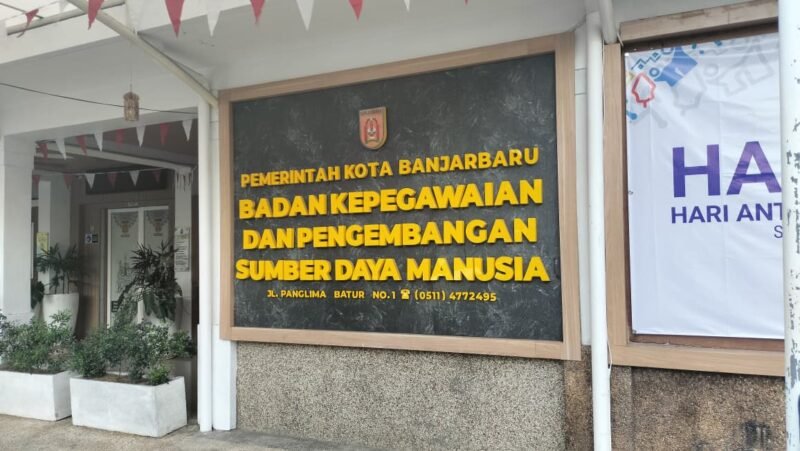 PEMERINTAH KOTA BANJARBARU
BADAN KEPEGAWAIAN
DAN PENGEMBANGAN
SUMBER DAYA MANUSIA
JL. PANGLIMA BATUR NO. 1 ☎ (0511) 4772495
HA
HARI ANT
S